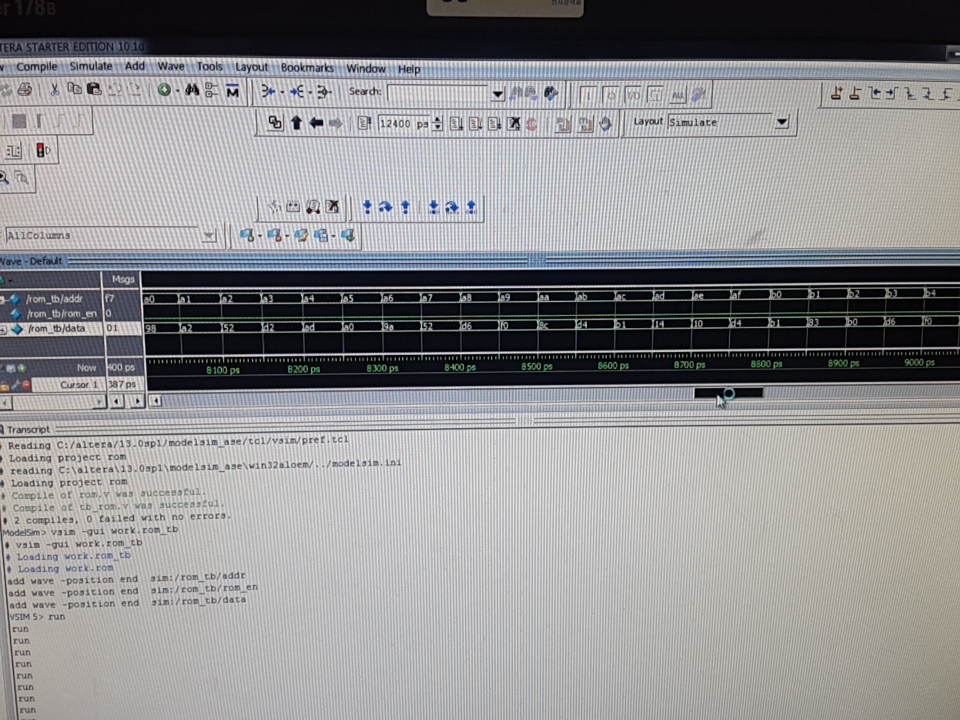 r 178B
TERA STARTER EDITION 10.1d
Compile Simulate Add Wave Tools Layout Bookmarks Window Help
Search:
12400 ps Layout Simulate
AllColumns
Wave - Default
Msgs
/rom_tb/addr f7 a0 a1 a2 a3 a4 a5 a6 a7 a8 a9 aa ab ac ad ae af b0 b1 b2 b3 b4
/rom_tb/rom_en 0
/rom_tb/data 01 98 a2 52 d2 ad a0 9a 52 d6 f0 8c d4 b1 14 10 d4 b1 93 b0 d6 f0
Now 400 ps 8100 ps 8200 ps 8300 ps 8400 ps 8500 ps 8600 ps 8700 ps 8800 ps 8900 ps 9000 ps
Cursor 1 387 ps
Transcript
# Reading C:/altera/13.0sp1/modelsim_ase/tcl/vsim/pref.tcl
# Loading project rom
# reading C:\altera\13.0sp1\modelsim_ase\win32aloem/../modelsim.ini
# Loading project rom
# Compile of rom.v was successful.
# Compile of tb_rom.v was successful.
# 2 compiles, 0 failed with no errors.
ModelSim> vsim -gui work.rom_tb
# vsim -gui work.rom_tb
# Loading work.rom_tb
# Loading work.rom
add wave -position end sim:/rom_tb/addr
add wave -position end sim:/rom_tb/rom_en
add wave -position end sim:/rom_tb/data
VSIM 5> run
run
run
run
run
run
run
run
run